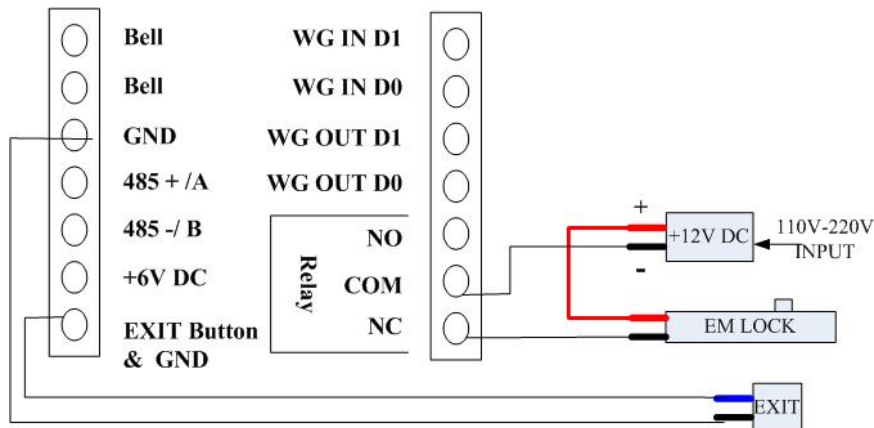 Bell
WG IN D1
Bell
WG IN D0
GND
WG OUT D1
485 + /A
WG OUT D0
485 -/ B
NO
+6V DC
Relay
COM
EXIT Button
& GND
NC
+
+12V DC
-
110V-220V
INPUT
EM LOCK
EXIT